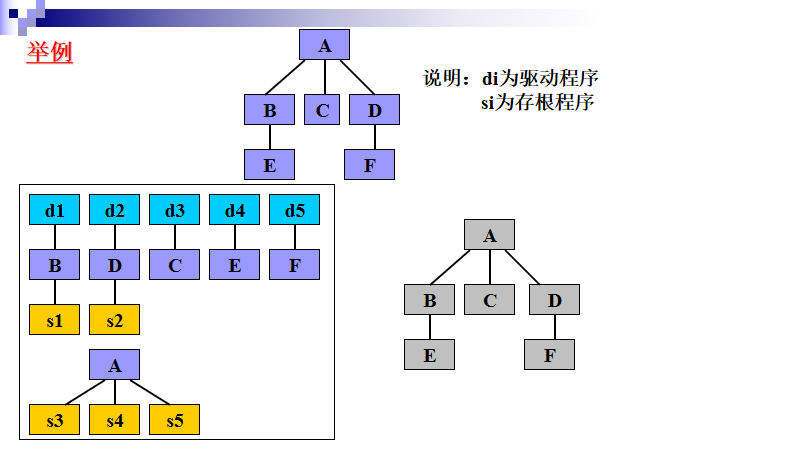 举例
A
B C D
E F
说明：di为驱动程序
si为存根程序
d1 d2 d3 d4 d5
B D C E F
s1 s2
A
s3 s4 s5
A
B C D
E F